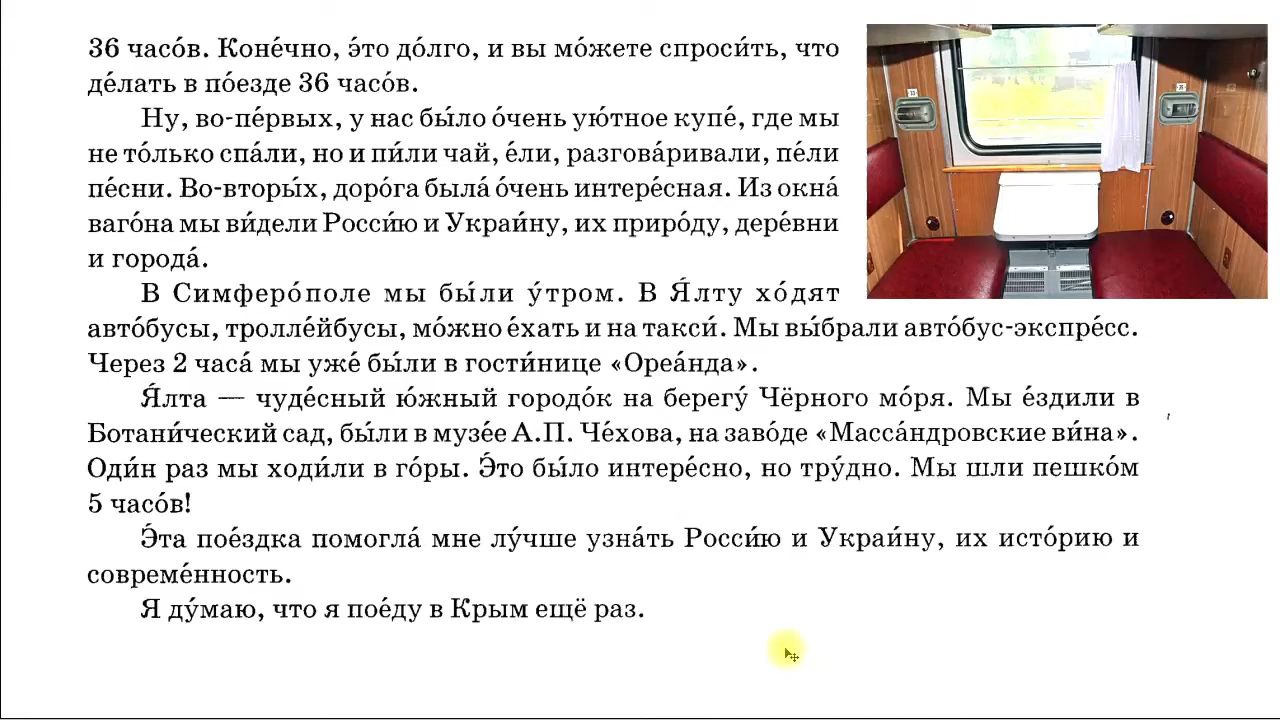 36 часо́в. Коне́чно, э́то до́лго, и вы мо́жете спроси́ть, что
де́лать в по́езде 36 часо́в.
Ну, во-пе́рвых, у нас бы́ло о́чень ую́тное купе́, где мы
не то́лько спа́ли, но и пи́ли чай, е́ли, разгова́ривали, пе́ли
пе́сни. Во-вторы́х, доро́га была́ о́чень интере́сная. Из окна́
ваго́на мы ви́дели Росси́ю и Украи́ну, их приро́ду, дере́вни
и города́.
В Симферо́поле мы бы́ли у́тром. В Я́лту хо́дят
авто́бусы, тролле́йбусы, мо́жно е́хать и на такси́. Мы вы́брали авто́бус-экспре́сс.
Через 2 часа́ мы уже́ бы́ли в гости́нице «Ореа́нда».
Я́лта — чуде́сный ю́жный городо́к на берегу́ Чёрного мо́ря. Мы е́здили в
Ботани́ческий сад, бы́ли в музе́е А.П. Че́хова, на заво́де «Масса́ндровские ви́на».
Оди́н раз мы ходи́ли в го́ры. Э́то бы́ло интере́сно, но тру́дно. Мы шли пешко́м
5 часо́в!
Э́та пое́здка помогла́ мне лу́чше узна́ть Росси́ю и Украи́ну, их исто́рию и
совреме́нность.
Я ду́маю, что я пое́ду в Крым ещё раз.